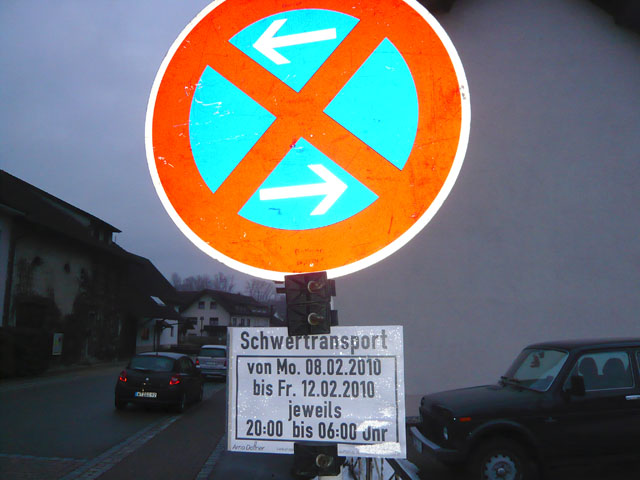 Schwertransport
von Mo. 08.02.2010
bis Fr. 12.02.2010
jeweils
20:00 bis 06:00 Uhr